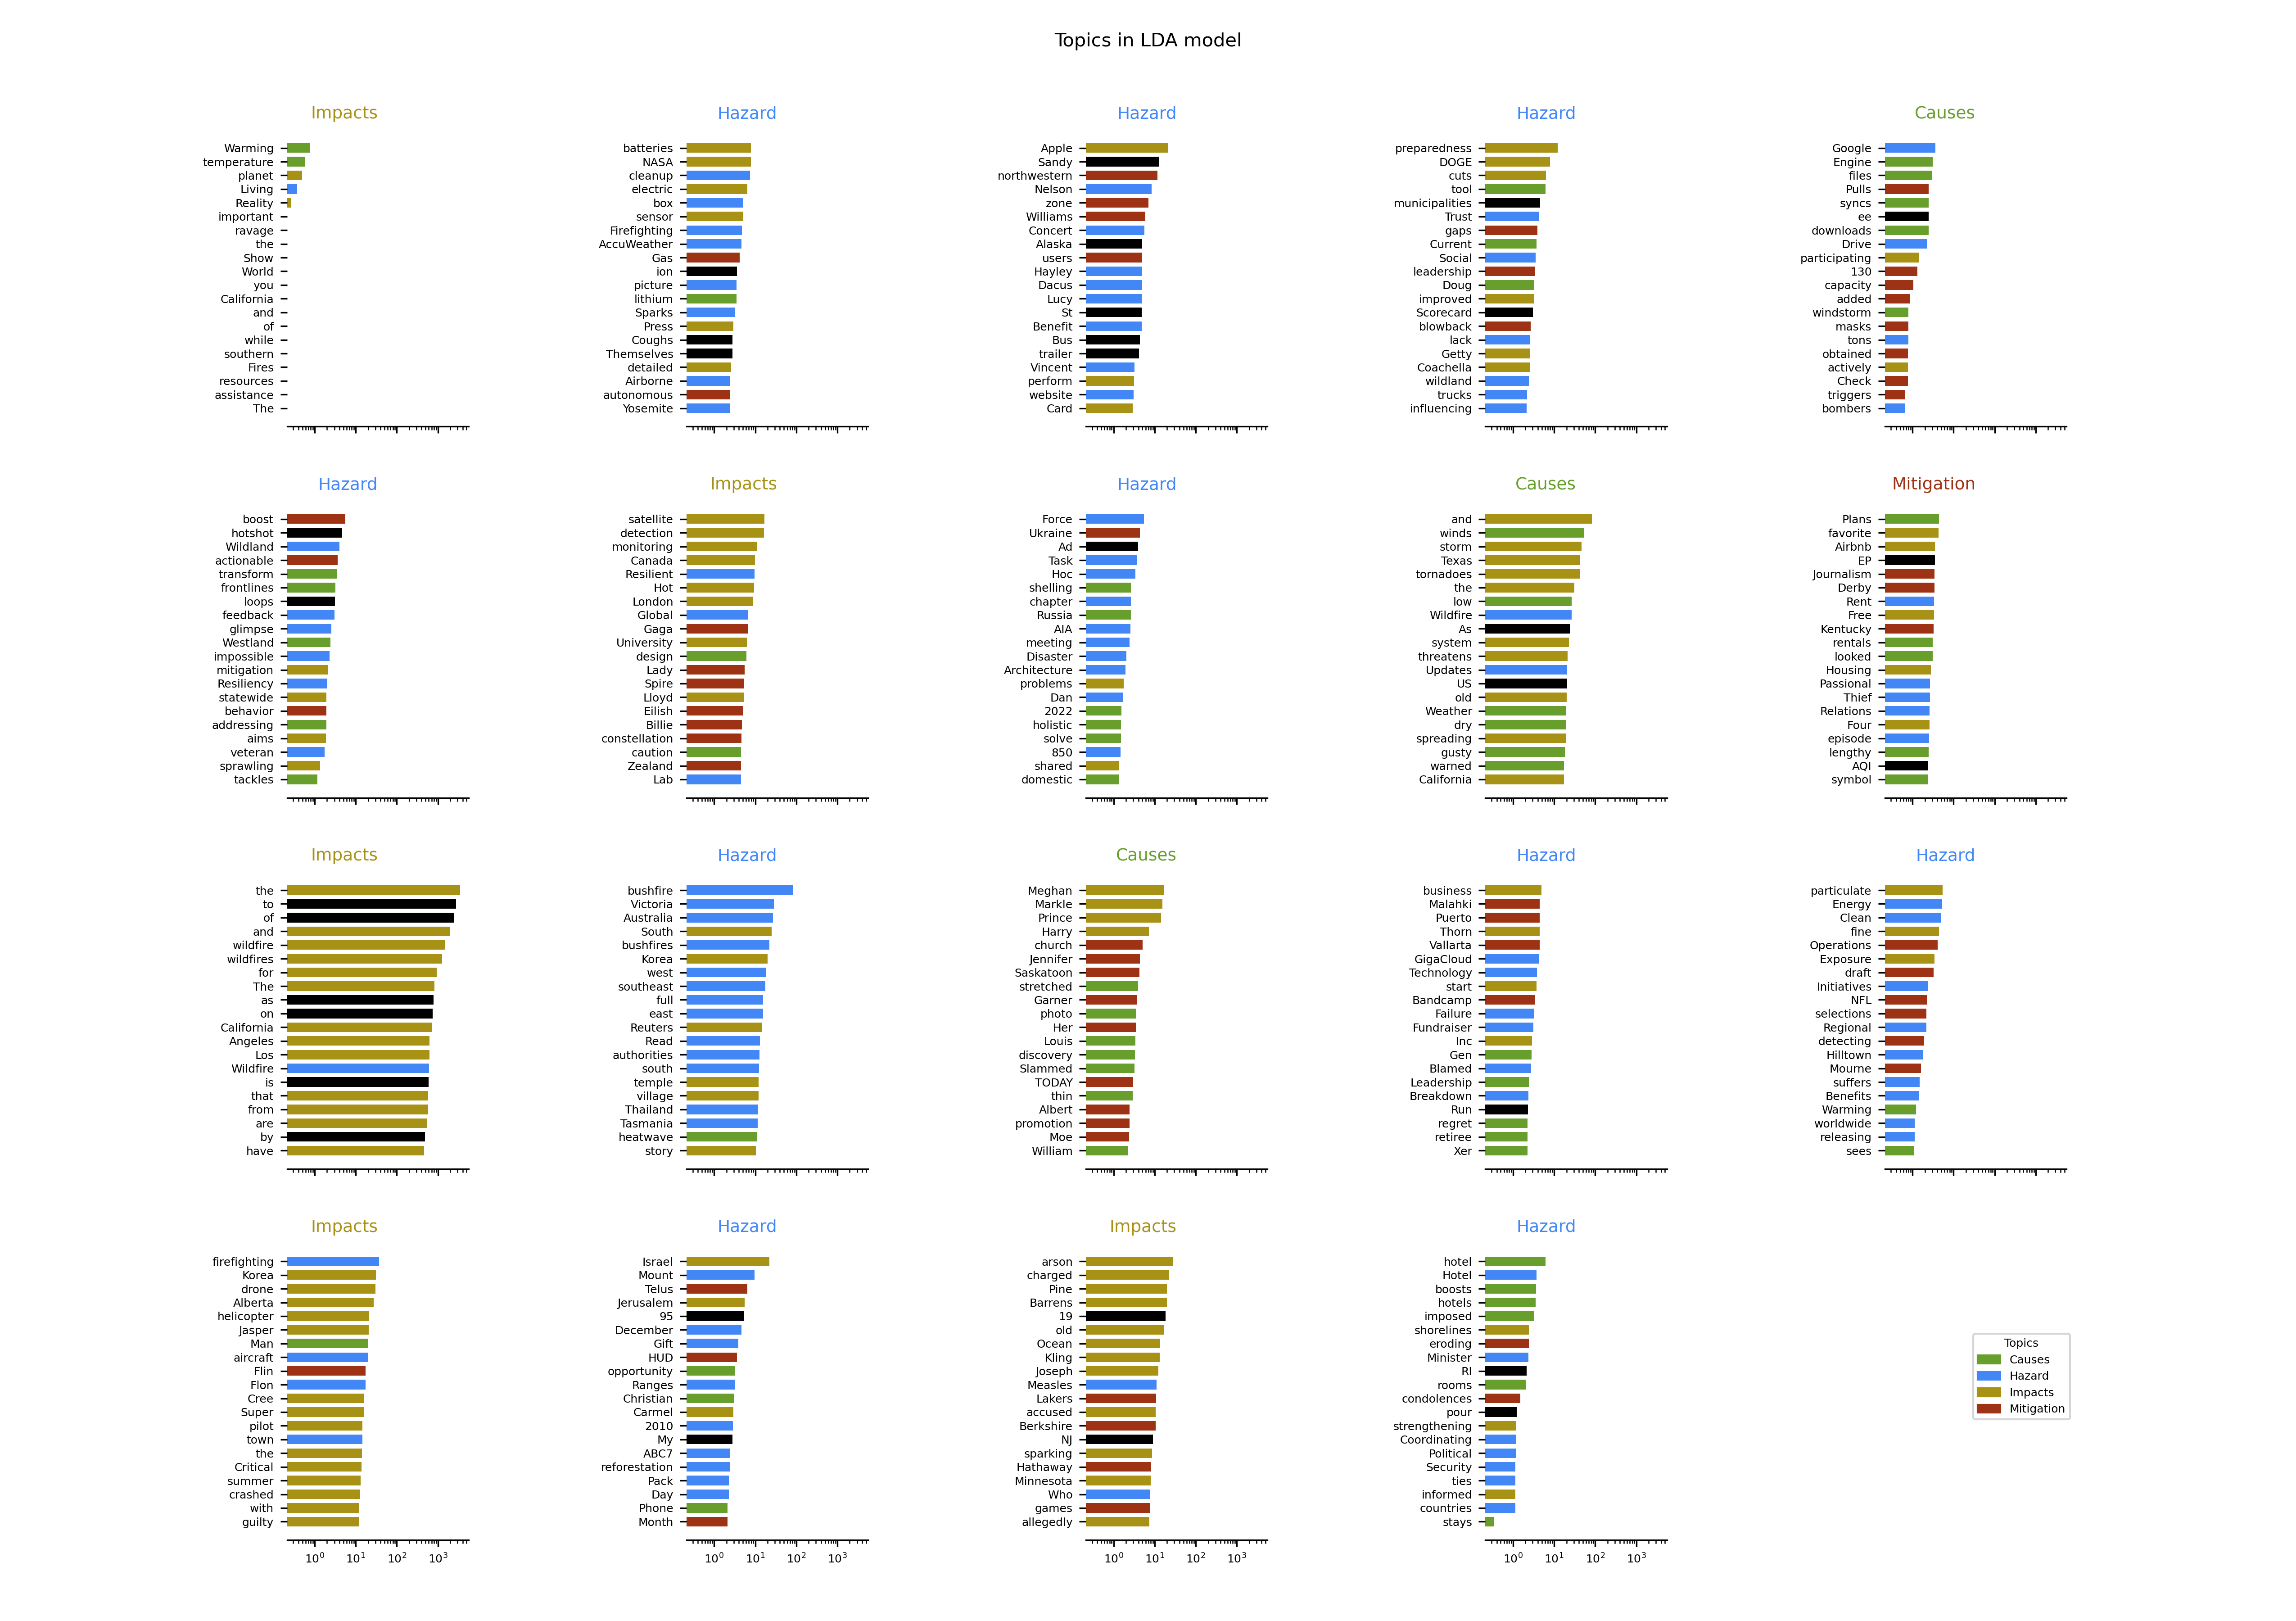 Topics in LDA model
Impacts
Warming
temperature
planet
Living
Reality
important
ravage
the
Show
World
you
California
and
of
while
southern
Fires
resources
assistance
The
Hazard
batteries
NASA
cleanup
electric
box
sensor
Firefighting
AccuWeather
Gas
ion
picture
lithium
Sparks
Press
Coughs
Themselves
detailed
Airborne
autonomous
Yosemite
Hazard
Apple
Sandy
northwestern
Nelson
zone
Williams
Concert
Alaska
users
Hayley
Dacus
Lucy
St
Benefit
Bus
trailer
Vincent
perform
website
Card
Hazard
preparedness
DOGE
cuts
tool
municipalities
Trust
gaps
Current
Social
leadership
Doug
improved
Scorecard
blowback
lack
Getty
Coachella
wildland
trucks
influencing
Causes
Google
Engine
files
Pulls
syncs
ee
downloads
Drive
participating
130
capacity
added
windstorm
masks
tons
obtained
actively
Check
triggers
bombers
Hazard
boost
hotshot
Wildland
actionable
transform
frontlines
loops
feedback
glimpse
Westland
impossible
mitigation
Resiliency
statewide
behavior
addressing
aims
veteran
sprawling
tackles
Impacts
satellite
detection
monitoring
Canada
Resilient
Hot
London
Global
Gaga
University
design
Lady
Spire
Lloyd
Eilish
Billie
constellation
caution
Zealand
Lab
Hazard
Force
Ukraine
Ad
Task
Hoc
shelling
chapter
Russia
AIA
meeting
Disaster
Architecture
problems
Dan
2022
holistic
solve
850
shared
domestic
Causes
and
winds
storm
Texas
tornadoes
the
low
Wildfire
As
system
threatens
Updates
US
old
Weather
dry
spreading
gusty
warned
California
Mitigation
Plans
favorite
Airbnb
EP
Journalism
Derby
Rent
Free
Kentucky
rentals
looked
Housing
Passional
Thief
Relations
Four
episode
lengthy
AQI
symbol
Impacts
the
to
of
and
wildfire
wildfires
for
The
as
on
California
Angeles
Los
Wildfire
is
that
from
are
by
have
Hazard
bushfire
Victoria
Australia
South
bushfires
Korea
west
southeast
full
east
Reuters
Read
authorities
south
temple
village
Thailand
Tasmania
heatwave
story
Causes
Meghan
Markle
Prince
Harry
church
Jennifer
Saskatoon
stretched
Garner
photo
Her
Louis
discovery
Slammed
TODAY
thin
Albert
promotion
Moe
William
Hazard
business
Malahki
Puerto
Thorn
Vallarta
GigaCloud
Technology
start
Bandcamp
Failure
Fundraiser
Inc
Gen
Blamed
Leadership
Breakdown
Run
regret
retiree
Xer
Hazard
particulate
Energy
Clean
fine
Operations
Exposure
draft
Initiatives
NFL
selections
Regional
detecting
Hilltown
Mourne
suffers
Benefits
Warming
worldwide
releasing
sees
Impacts
firefighting
Korea
drone
Alberta
helicopter
Jasper
Man
aircraft
Flin
Flon
Cree
Super
pilot
town
the
Critical
summer
crashed
with
guilty
10⁰ 10¹ 10² 10³
Hazard
Israel
Mount
Telus
Jerusalem
95
December
Gift
HUD
opportunity
Ranges
Christian
Carmel
2010
My
ABC7
reforestation
Pack
Day
Phone
Month
10⁰ 10¹ 10² 10³
Impacts
arson
charged
Pine
Barrens
19
old
Ocean
Kling
Joseph
Measles
Lakers
accused
Berkshire
NJ
sparking
Hathaway
Minnesota
Who
games
allegedly
10⁰ 10¹ 10² 10³
Hazard
hotel
Hotel
boosts
hotels
imposed
shorelines
eroding
Minister
RI
rooms
condolences
pour
strengthening
Coordinating
Political
Security
ties
informed
countries
stays
10⁰ 10¹ 10² 10³
Topics
Causes
Hazard
Impacts
Mitigation